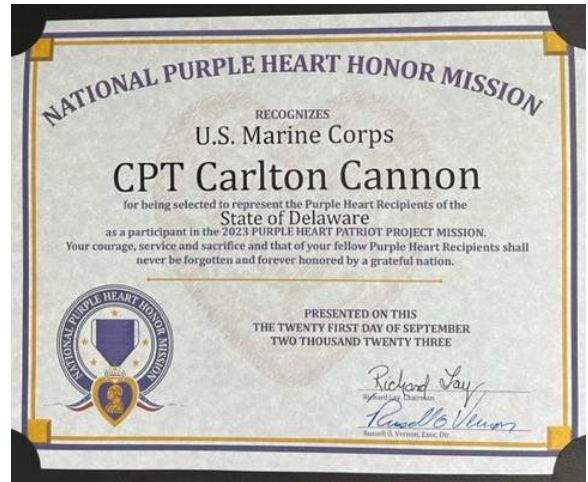 NATIONAL PURPLE HEART HONOR MISSION
RECOGNIZES
U.S. Marine Corps
CPT Carlton Cannon
for being selected to represent the Purple Heart Recipients of the
State of Delaware
as a participant in the 2023 PURPLE HEART PATRIOT PROJECT MISSION.
Your courage, service and sacrifice and that of your fellow Purple Heart Recipients shall
never be forgotten and forever honored by a grateful nation.
NATIONAL PURPLE HEART HONOR MISSION
PRESENTED ON THIS
THE TWENTY FIRST DAY OF SEPTEMBER
TWO THOUSAND TWENTY THREE
Richard Lay
Richard Lay, Chairman
Russell G Vernon
Russell G. Vernon, Exec. Dir.